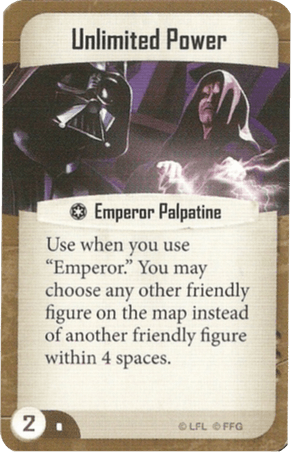 Unlimited Power
Emperor Palpatine
Use when you use
“Emperor.” You may
choose any other friendly
figure on the map instead
of another friendly figure
within 4 spaces.
2
© LFL © FFG